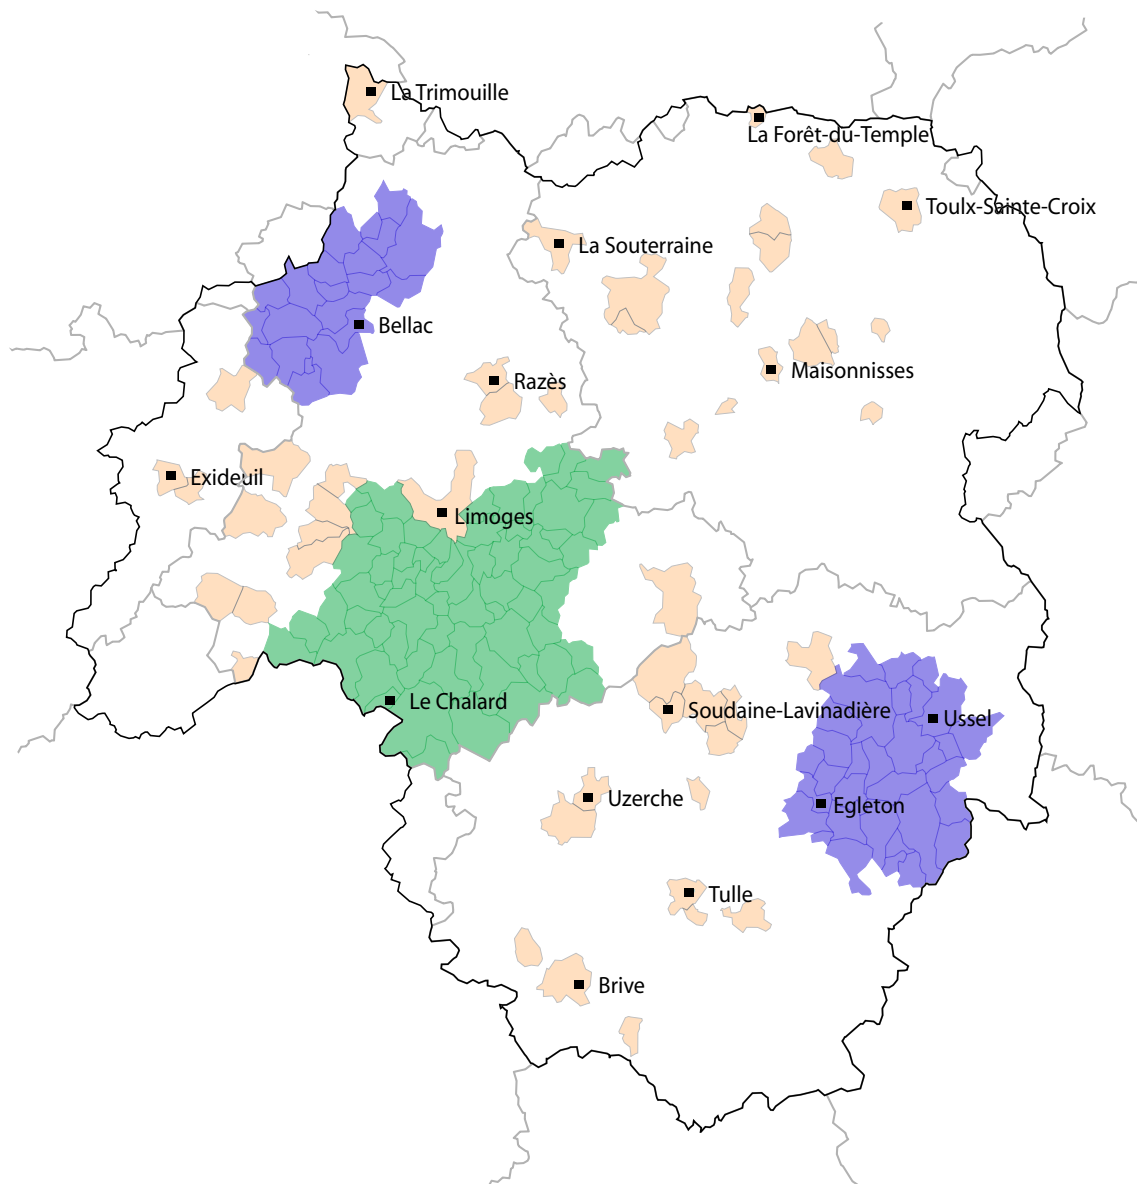 La Trimouille
La Forêt-du-Temple
Toulx-Sainte-Croix
La Souterraine
Bellac
Maisonnisses
Razès
Exideuil
Limoges
Le Chalard
Soudaine-Lavinadière
Ussel
Uzerche
Egleton
Tulle
Brive